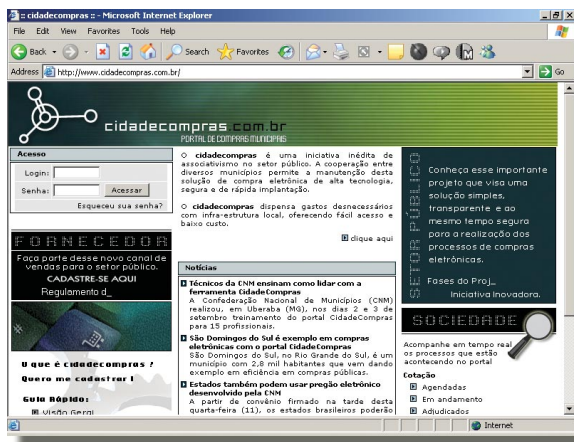 :: cidadecompras :: - Microsoft Internet Explorer
File Edit View Favorites Tools Help
Back Search Favorites
Address http://www.cidadecompras.com.br/ Go
cidadecompras.com.br
PORTAL DE COMPRAS MUNICIPAIS
Acesso
Login:
Senha: Acessar
Esqueceu sua senha?
FORNECEDOR
Faça parte desse novo canal de
vendas para o setor público.
CADASTRE-SE AQUI
Regulamento d_
O que é cidadecompras ?
Quero me cadastrar !
Guia Rápido:
Visão Geral
O cidadecompras é uma iniciativa inédita de
associativismo no setor público. A cooperação entre
diversos municípios permite a manutenção desta
solução de compra eletrônica de alta tecnologia,
segura e de rápida implantação.
O cidadecompras dispensa gastos desnecessários
com infra-estrutura local, oferecendo fácil acesso e
baixo custo.
clique aqui
Notícias
Técnicos da CNM ensinam como lidar com a
ferramenta CidadeCompras
A Confederação Nacional de Municípios (CNM)
realizou, em Uberaba (MG), nos dias 2 e 3 de
setembro treinamento do portal CidadeCompras
para 15 profissionais.
São Domingos do Sul é exemplo em compras
eletrônicas com o portal CidadeCompras
São Domingos do Sul, no Rio Grande do Sul, é um
município com 2,8 mil habitantes que vem dando
exemplo em eficiência em compras públicas.
Estados também podem usar pregão eletrônico
desenvolvido pela CNM
A partir de convênio firmado na tarde desta
quarta-feira (11), os estados brasileiros poderão
Conheça esse importante
projeto que visa uma
solução simples,
transparente e ao
mesmo tempo segura
para a realização dos
processos de compras
eletrônicas.
Fases do Proj_
Iniciativa Inovadora.
SOCIEDADE
Acompanhe em tempo real
os processos que estão
acontecendo no portal
Cotação
Agendadas
Em andamento
Adjudicados
Internet